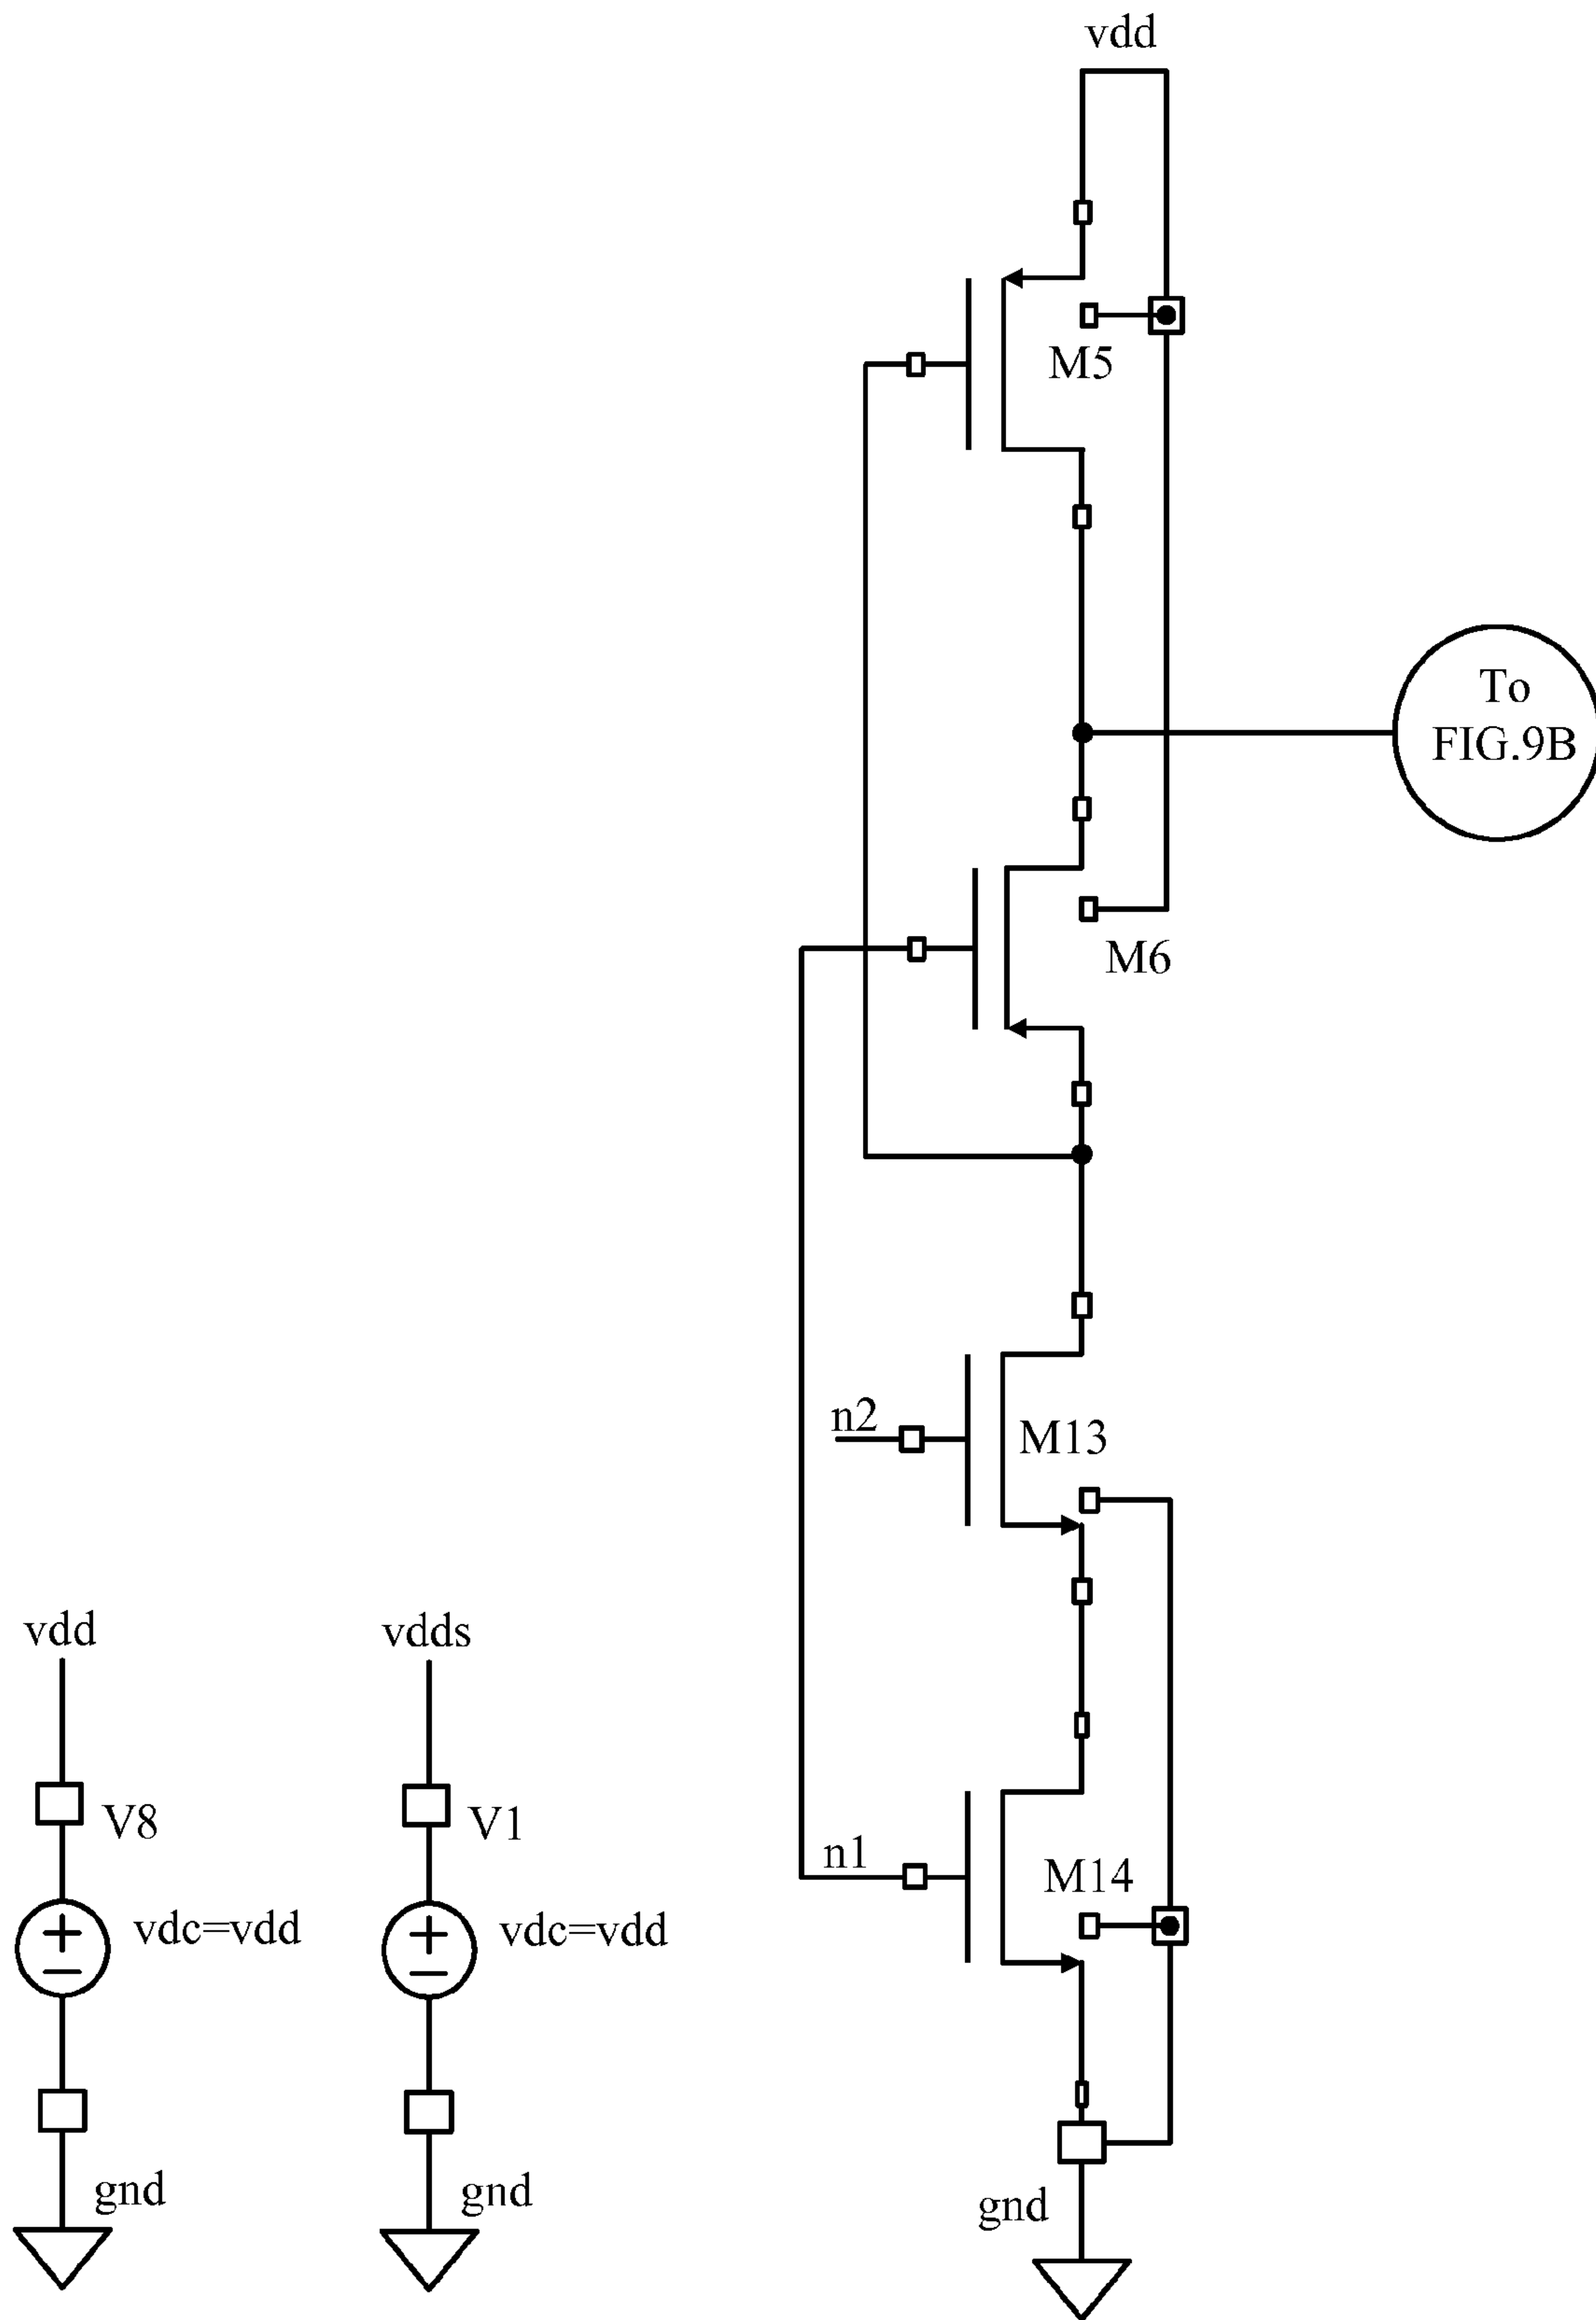 vdd
M5
To
FIG.9B
M6
n2
M13
vdd
vdds
V8
V1
n1
M14
vdc=vdd
vdc=vdd
gnd
gnd
gnd